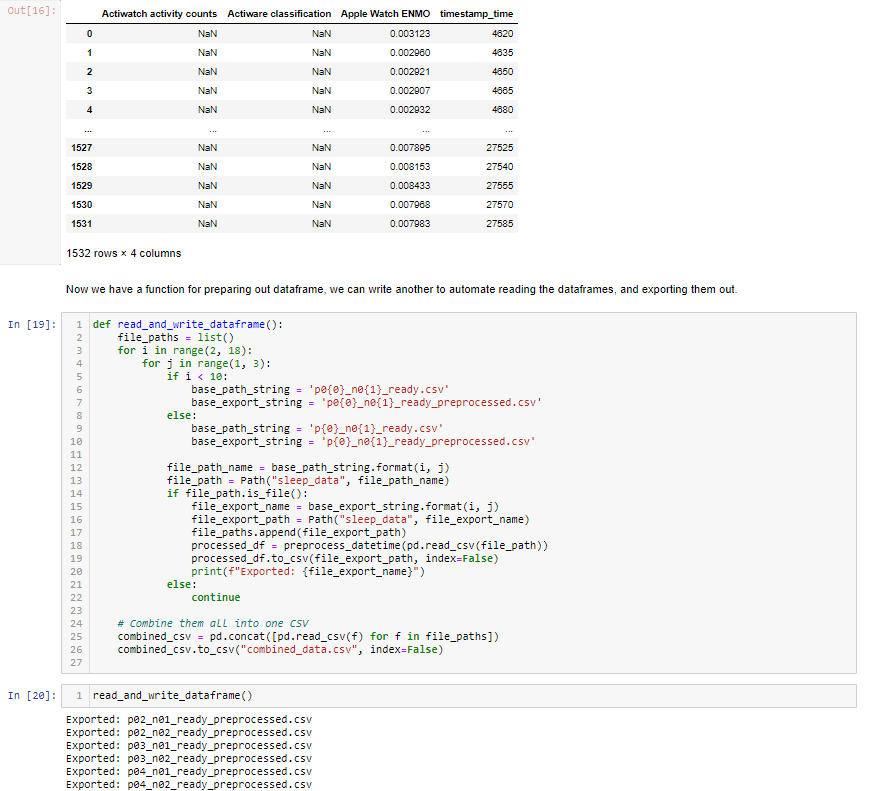 Out[16]:
Actiwatch activity counts Actiware classification Apple Watch ENMO timestamp_time
0 NaN NaN 0.003123 4620
1 NaN NaN 0.002960 4635
2 NaN NaN 0.002921 4650
3 NaN NaN 0.002907 4665
4 NaN NaN 0.002932 4680
... ... ... ... ...
1527 NaN NaN 0.007895 27525
1528 NaN NaN 0.008153 27540
1529 NaN NaN 0.008433 27555
1530 NaN NaN 0.007968 27570
1531 NaN NaN 0.007983 27585
1532 rows × 4 columns
Now we have a function for preparing out dataframe, we can write another to automate reading the dataframes, and exporting them out.
In [19]:
1 def read_and_write_dataframe():
2     file_paths = list()
3     for i in range(2, 18):
4         for j in range(1, 3):
5             if i < 10:
6                 base_path_string = 'p0{0}_n0{1}_ready.csv'
7                 base_export_string = 'p0{0}_n0{1}_ready_preprocessed.csv'
8             else:
9                 base_path_string = 'p{0}_n0{1}_ready.csv'
10                 base_export_string = 'p{0}_n0{1}_ready_preprocessed.csv'
11
12             file_path_name = base_path_string.format(i, j)
13             file_path = Path("sleep_data", file_path_name)
14             if file_path.is_file():
15                 file_export_name = base_export_string.format(i, j)
16                 file_export_path = Path("sleep_data", file_export_name)
17                 file_paths.append(file_export_path)
18                 processed_df = preprocess_datetime(pd.read_csv(file_path))
19                 processed_df.to_csv(file_export_path, index=False)
20                 print(f"Exported: {file_export_name}")
21             else:
22                 continue
23
24     # Combine them all into one CSV
25     combined_csv = pd.concat([pd.read_csv(f) for f in file_paths])
26     combined_csv.to_csv("combined_data.csv", index=False)
27
In [20]:
1 read_and_write_dataframe()
Exported: p02_n01_ready_preprocessed.csv
Exported: p02_n02_ready_preprocessed.csv
Exported: p03_n01_ready_preprocessed.csv
Exported: p03_n02_ready_preprocessed.csv
Exported: p04_n01_ready_preprocessed.csv
Exported: p04_n02_ready_preprocessed.csv